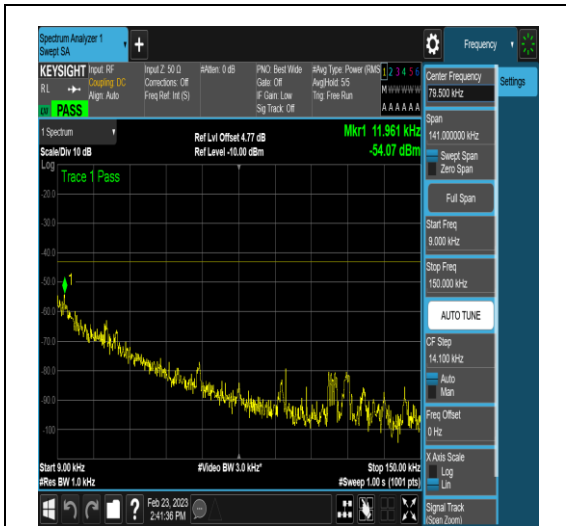 Spectrum Analyzer 1
Swept SA
+
Frequency
KEYSIGHT
RL
PASS
Input: RF
Coupling: DC
Align: Auto
Input Z: 50 Ω
Corrections: Off
Freq Ref: Int (S)
#Atten: 0 dB
PNO: Best Wide
Gate: Off
IF Gain: Low
Sig Track: Off
#Avg Type: Power (RMS
Avg|Hold: 5/5
Trig: Free Run
1 2 3 4 5 6
M W W W W W
A A A A A A
1 Spectrum
Scale/Div 10 dB
Ref Lvl Offset 4.77 dB
Ref Level -10.00 dBm
Mkr1 11.961 kHz
-54.07 dBm
Log
Trace 1 Pass
-20.0
-30.0
-40.0
-50.0
1
-60.0
-70.0
-80.0
-90.0
-100
Start 9.00 kHz
#Res BW 1.0 kHz
#Video BW 3.0 kHz*
Stop 150.00 kHz
#Sweep 1.00 s (1001 pts)
Feb 23, 2023
2:41:36 PM
?
Center Frequency
79.500 kHz
Settings
Span
141.000000 kHz
Swept Span
Zero Span
Full Span
Start Freq
9.000 kHz
Stop Freq
150.000 kHz
AUTO TUNE
CF Step
14.100 kHz
Auto
Man
Freq Offset
0 Hz
X Axis Scale
Log
Lin
Signal Track
(Span Zoom)